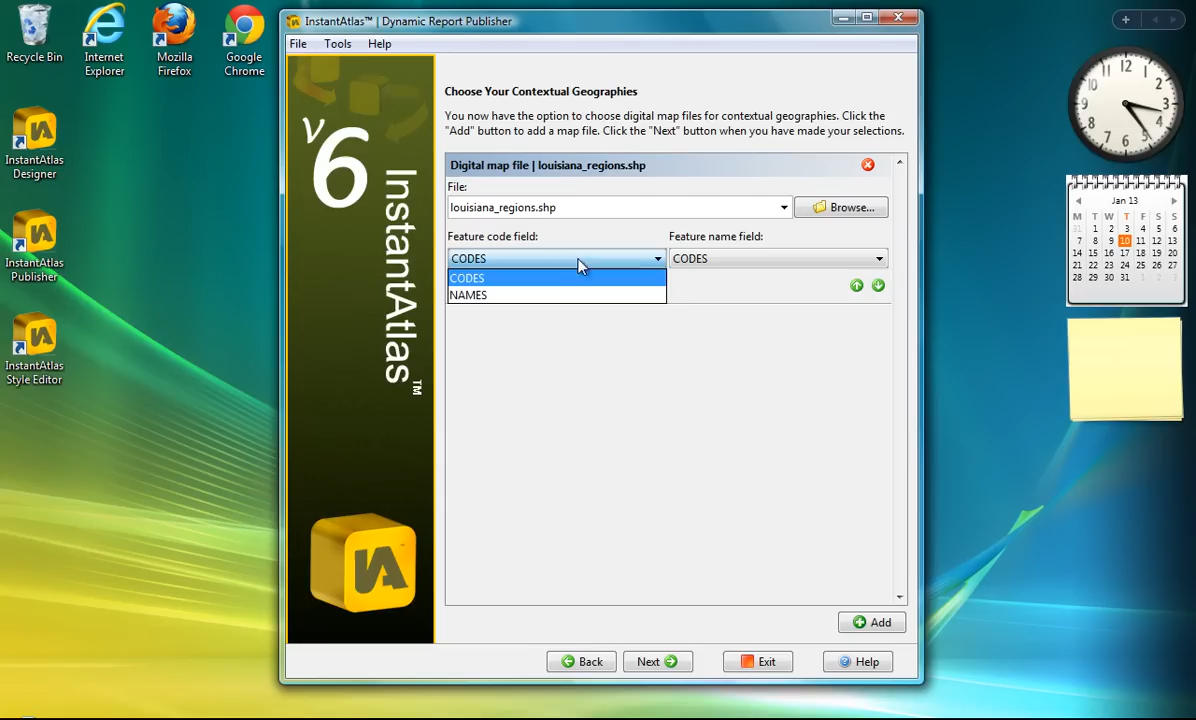 Recycle Bin
Internet
Explorer
Mozilla
Firefox
Google
Chrome
InstantAtlas
Designer
InstantAtlas
Publisher
InstantAtlas
Style Editor
InstantAtlas™ | Dynamic Report Publisher
File Tools Help
v6
InstantAtlas™
IA
Choose Your Contextual Geographies
You now have the option to choose digital map files for contextual geographies. Click the
"Add" button to add a map file. Click the "Next" button when you have made your selections.
Digital map file | louisiana_regions.shp
File:
louisiana_regions.shp Browse...
Feature code field: Feature name field:
CODES CODES
CODES
NAMES
Add
Back Next Exit Help
12
11 1
10 2
9 3
8 4
7 5
6
Jan 13
M T W T F S S
31 1 2 3 4 5 6
7 8 9 10 11 12 13
14 15 16 17 18 19 20
21 22 23 24 25 26 27
28 29 30 31 1 2 3